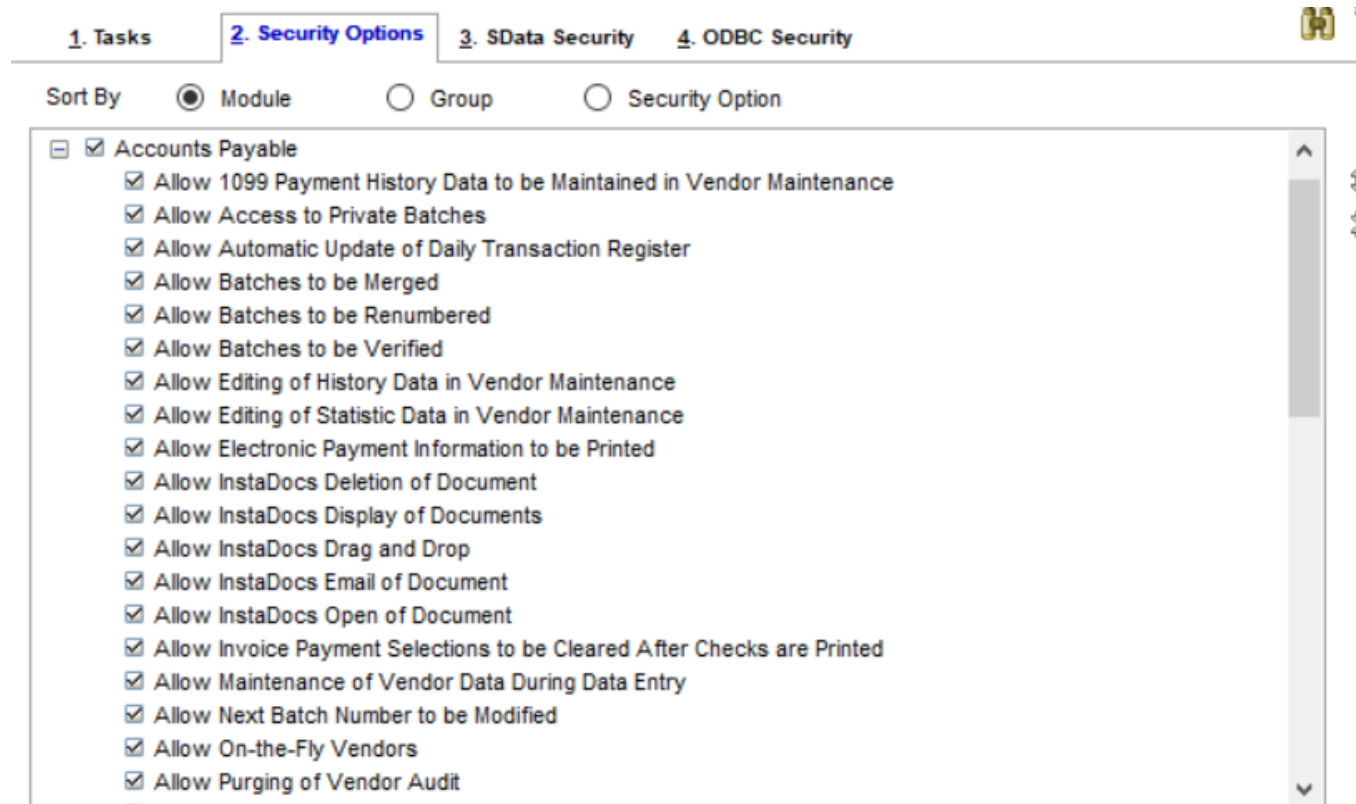 1. Tasks 2. Security Options 3. SData Security 4. ODBC Security
Sort By Module Group Security Option
Accounts Payable
Allow 1099 Payment History Data to be Maintained in Vendor Maintenance
Allow Access to Private Batches
Allow Automatic Update of Daily Transaction Register
Allow Batches to be Merged
Allow Batches to be Renumbered
Allow Batches to be Verified
Allow Editing of History Data in Vendor Maintenance
Allow Editing of Statistic Data in Vendor Maintenance
Allow Electronic Payment Information to be Printed
Allow InstaDocs Deletion of Document
Allow InstaDocs Display of Documents
Allow InstaDocs Drag and Drop
Allow InstaDocs Email of Document
Allow InstaDocs Open of Document
Allow Invoice Payment Selections to be Cleared After Checks are Printed
Allow Maintenance of Vendor Data During Data Entry
Allow Next Batch Number to be Modified
Allow On-the-Fly Vendors
Allow Purging of Vendor Audit